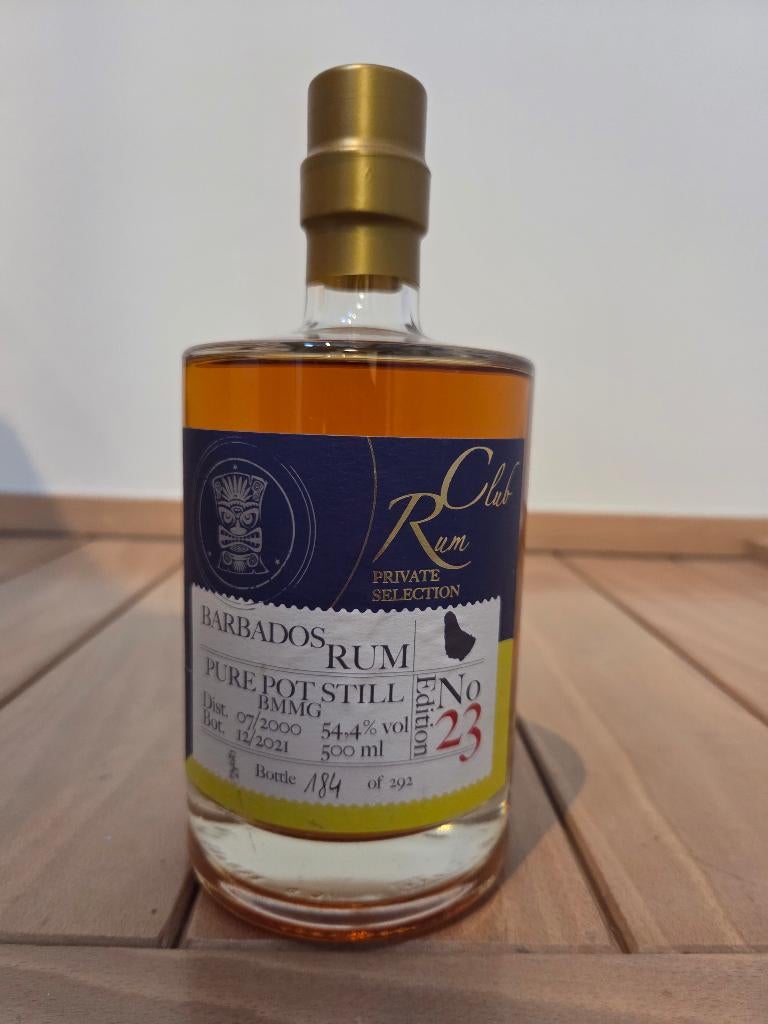 Rum Club
PRIVATE
SELECTION
BARBADOS RUM
PURE POT STILL
BMMG
Dist. 07/2000 54,4% vol
Bot. 12/2021 500 ml
Edition No 23
Bottle 184 of 292